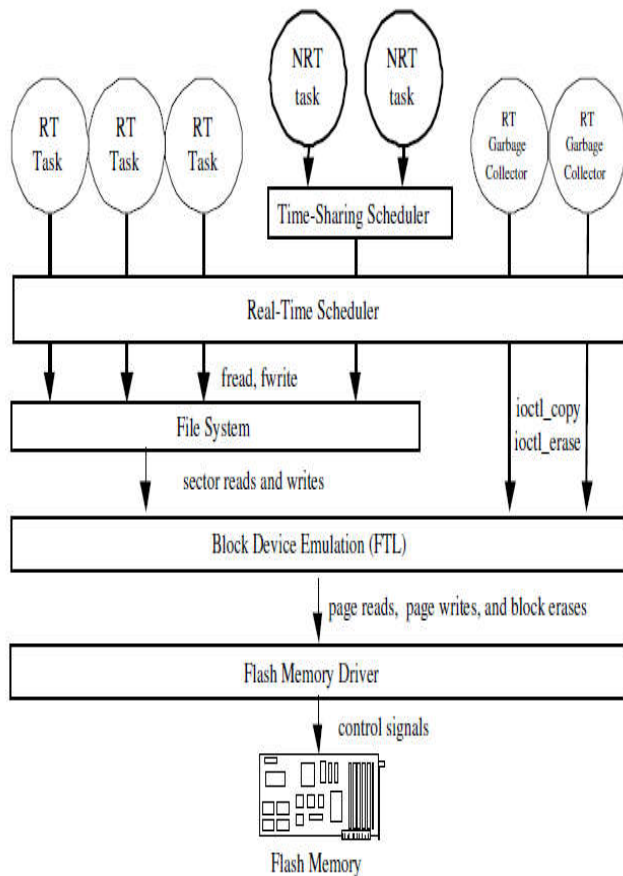 NRT
task
NRT
task
RT
Task
RT
Task
RT
Task
RT
Garbage
Collector
RT
Garbage
Collector
Time-Sharing Scheduler
Real-Time Scheduler
fread, fwrite
ioctl_copy
ioctl_erase
File System
sector reads and writes
Block Device Emulation (FTL)
page reads, page writes, and block erases
Flash Memory Driver
control signals
Flash Memory